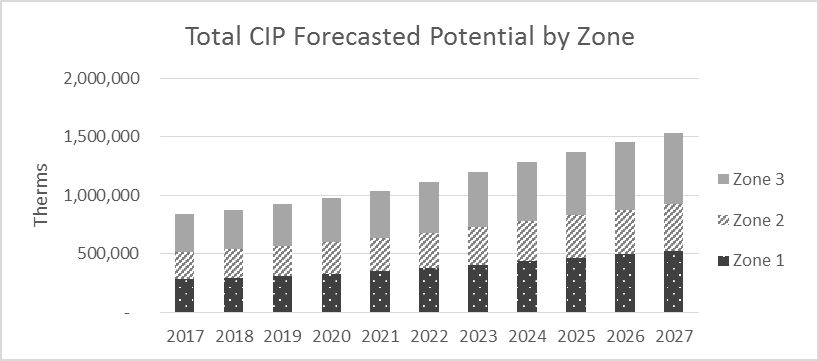 Total CIP Forecasted Potential by Zone
2,000,000
1,500,000
1,000,000
500,000
-
Therms
2017 2018 2019 2020 2021 2022 2023 2024 2025 2026 2027
Zone 3
Zone 2
Zone 1